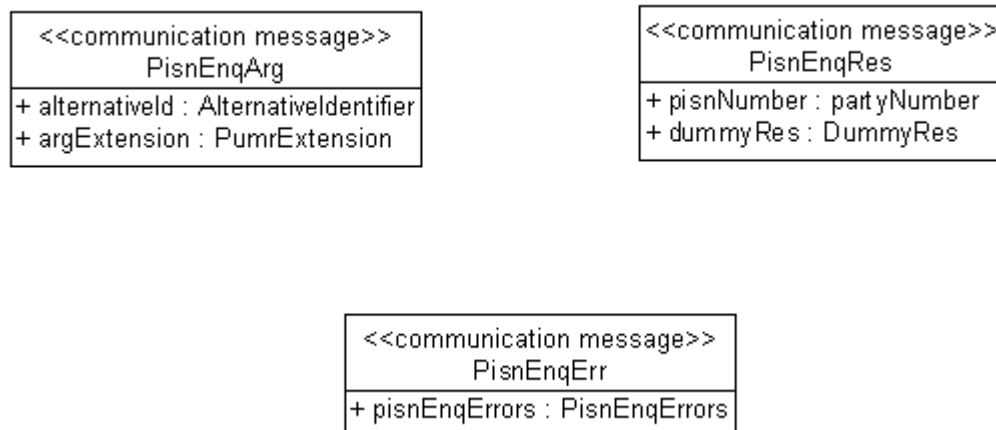 <<communication message>>
PisnEnqArg
+ alternativeId : AlternativeIdentifier
+ argExtension : PumrExtension
<<communication message>>
PisnEnqRes
+ pisnNumber : partyNumber
+ dummyRes : DummyRes
<<communication message>>
PisnEnqErr
+ pisnEnqErrors : PisnEnqErrors